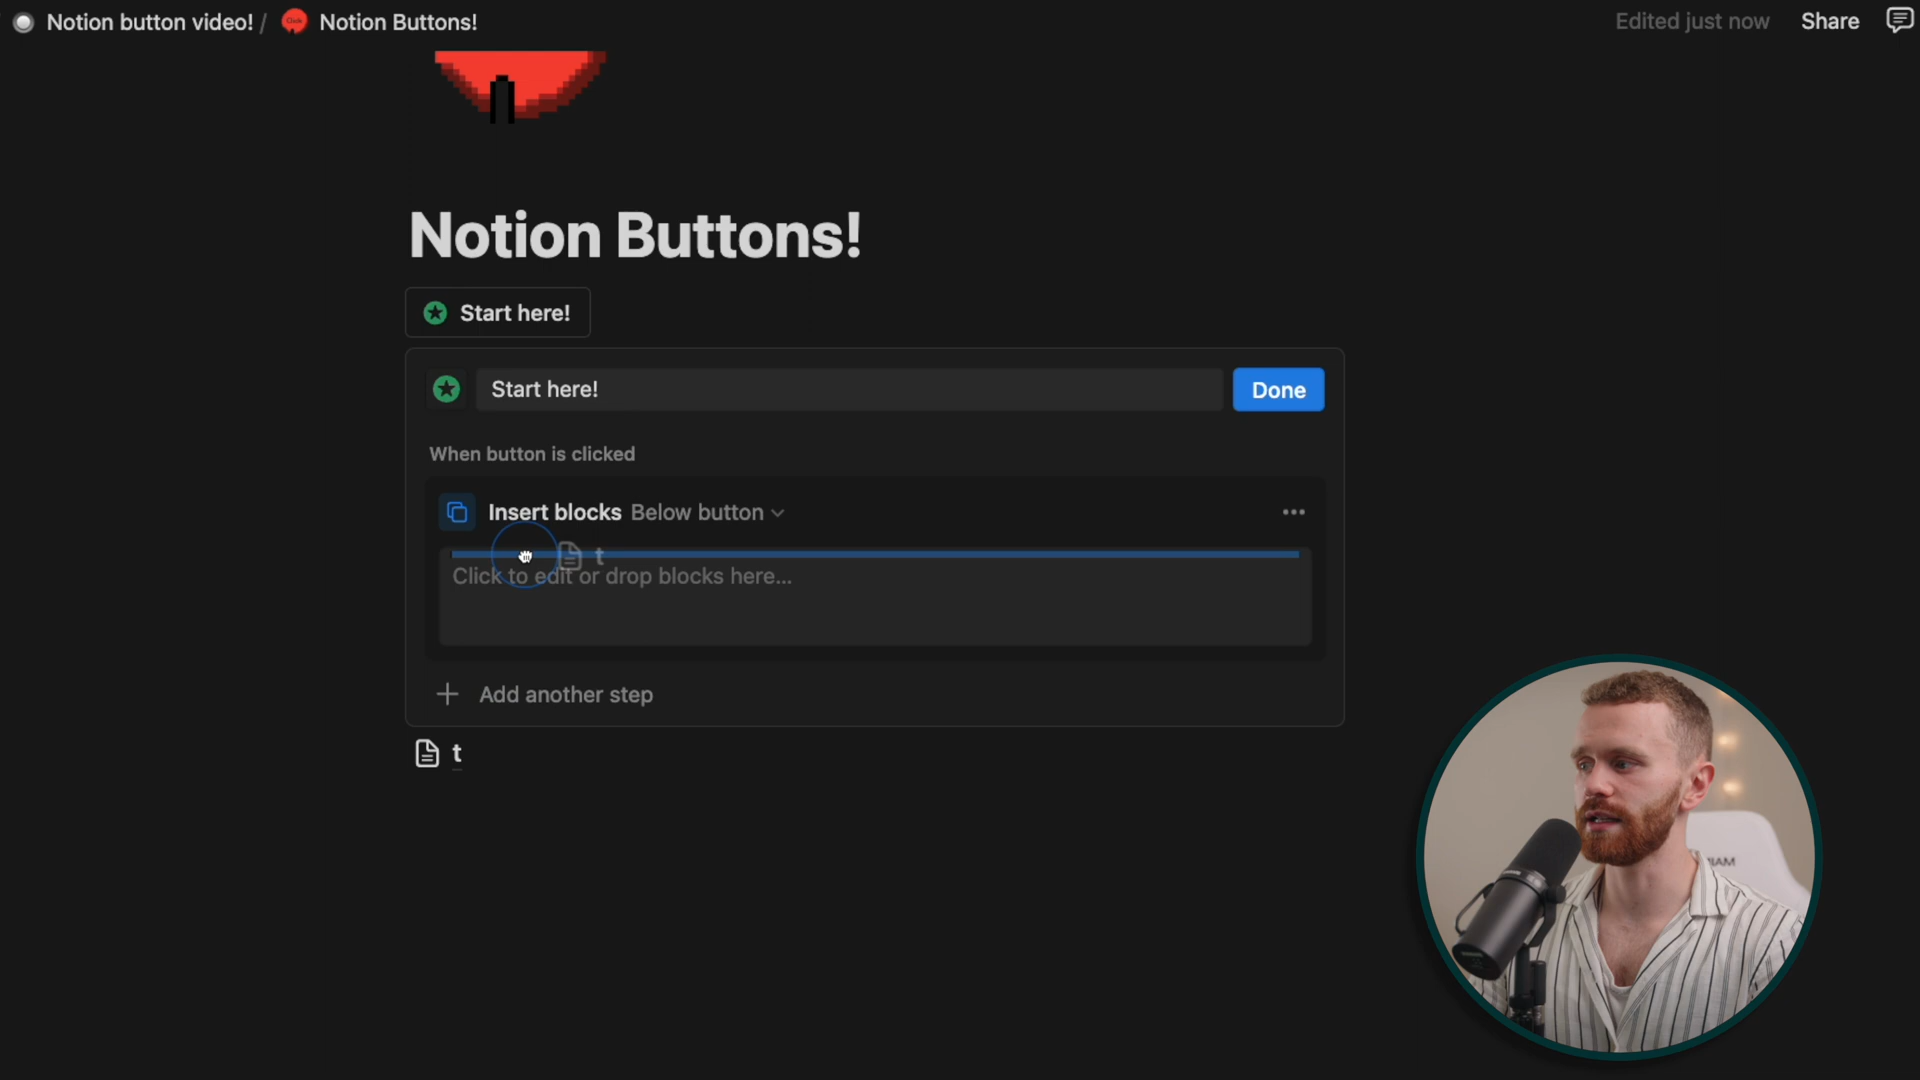 Notion button video! / Notion Buttons!
Edited just now Share
Notion Buttons!
Start here!
Start here!
Done
When button is clicked
Insert blocks Below button
t
Click to edit or drop blocks here...
Add another step
t